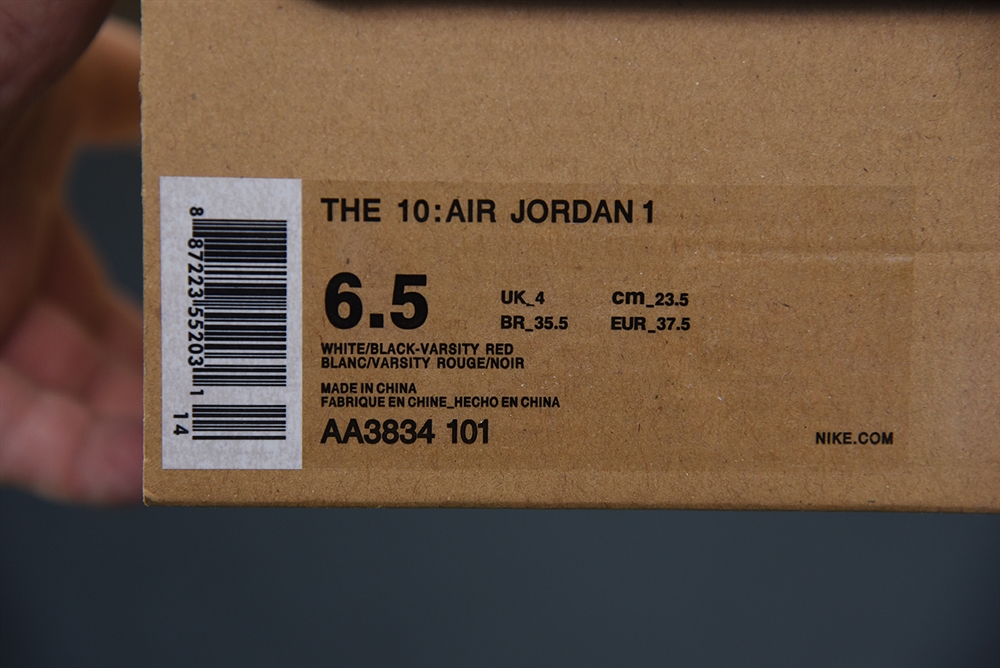 8 87223 55203 1
14
THE 10:AIR JORDAN 1
6.5
UK_4 cm_23.5
BR_35.5 EUR_37.5
WHITE/BLACK-VARSITY RED
BLANC/VARSITY ROUGE/NOIR
MADE IN CHINA
FABRIQUE EN CHINE_HECHO EN CHINA
AA3834 101
NIKE.COM